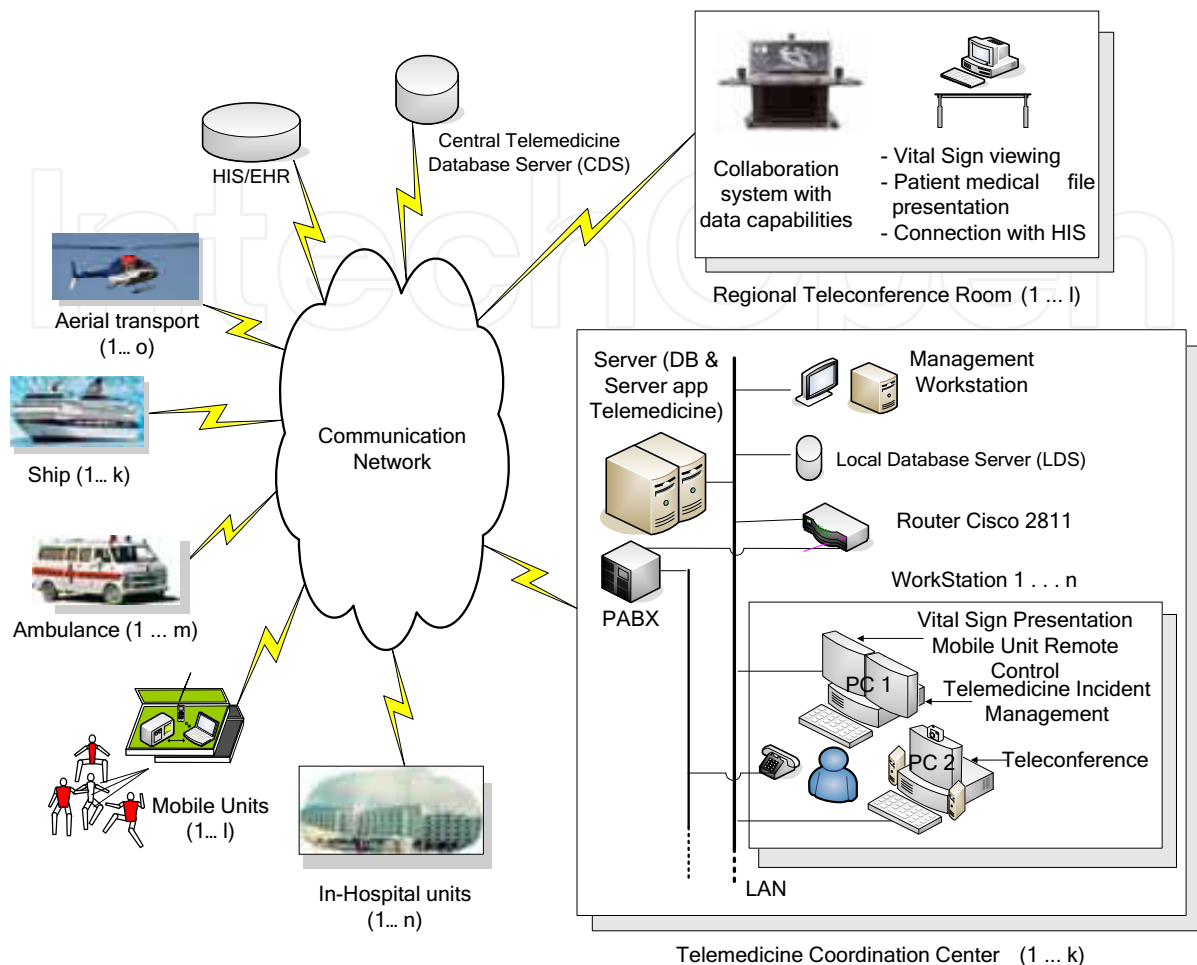 Central Telemedicine
Database Server (CDS)
HIS/EHR
Collaboration
system with
data capabilities
- Vital Sign viewing
- Patient medical file
presentation
- Connection with HIS
Regional Teleconference Room (1 ... l)
IntechOpen
Aerial transport
(1... o)
Ship (1... k)
Ambulance (1 ... m)
Mobile Units
(1... l)
In-Hospital units
(1... n)
Communication
Network
Server (DB &
Server app
Telemedicine)
Management
Workstation
Local Database Server (LDS)
Router Cisco 2811
PABX
WorkStation 1 . . . n
Vital Sign Presentation
Mobile Unit Remote
Control
PC 1
Telemedicine Incident
Management
PC 2
Teleconference
LAN
Telemedicine Coordination Center (1 ... k)